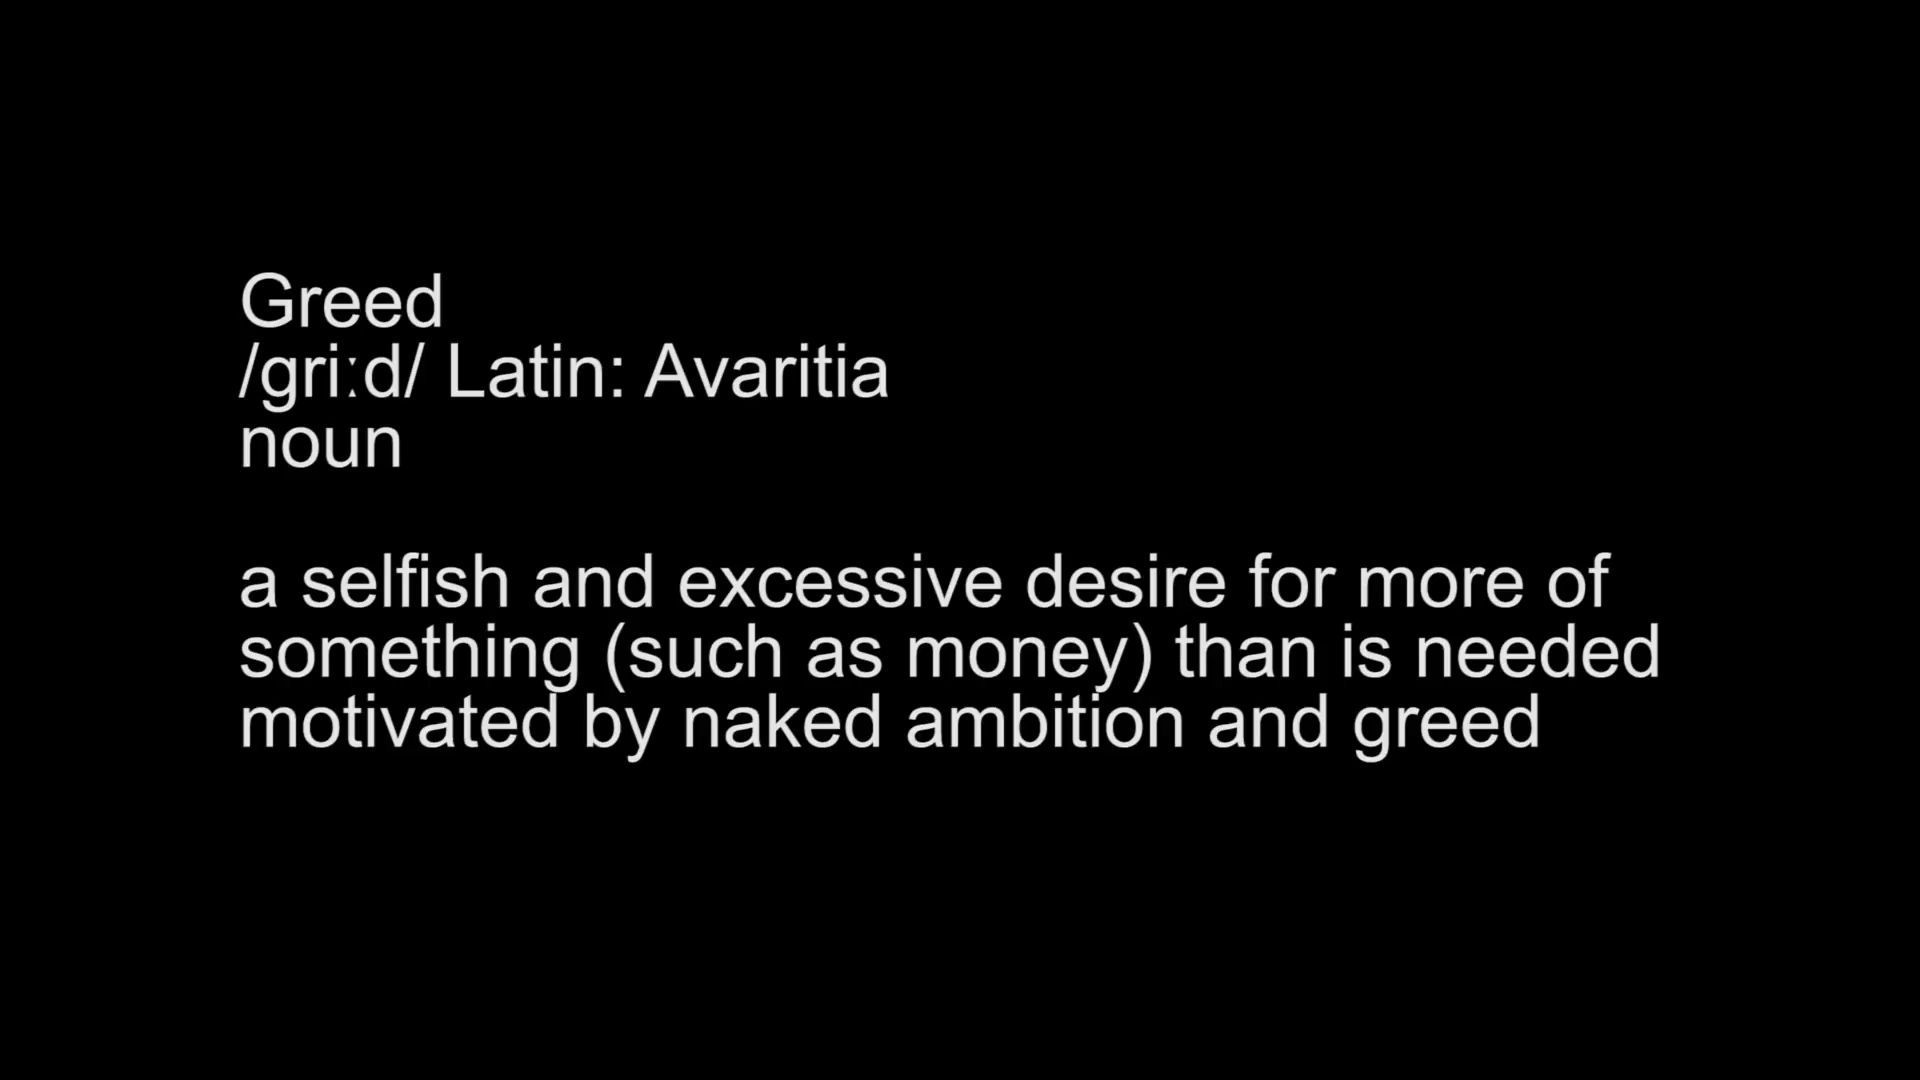 Greed
/ɡriːd/ Latin: Avaritia
noun
a selfish and excessive desire for more of
something (such as money) than is needed
motivated by naked ambition and greed